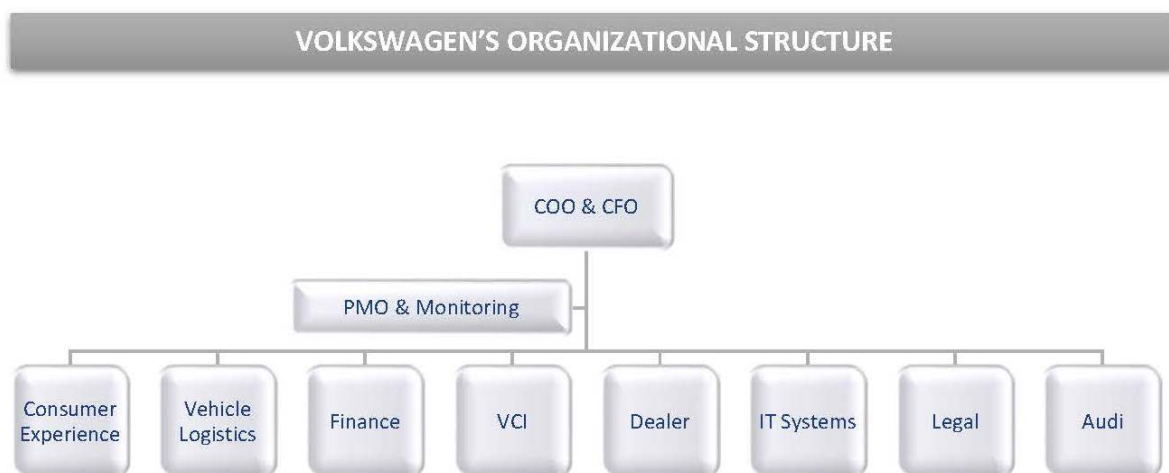 VOLKSWAGEN'S ORGANIZATIONAL STRUCTURE
COO & CFO
PMO & Monitoring
Consumer
Experience
Vehicle
Logistics
Finance
VCI
Dealer
IT Systems
Legal
Audi